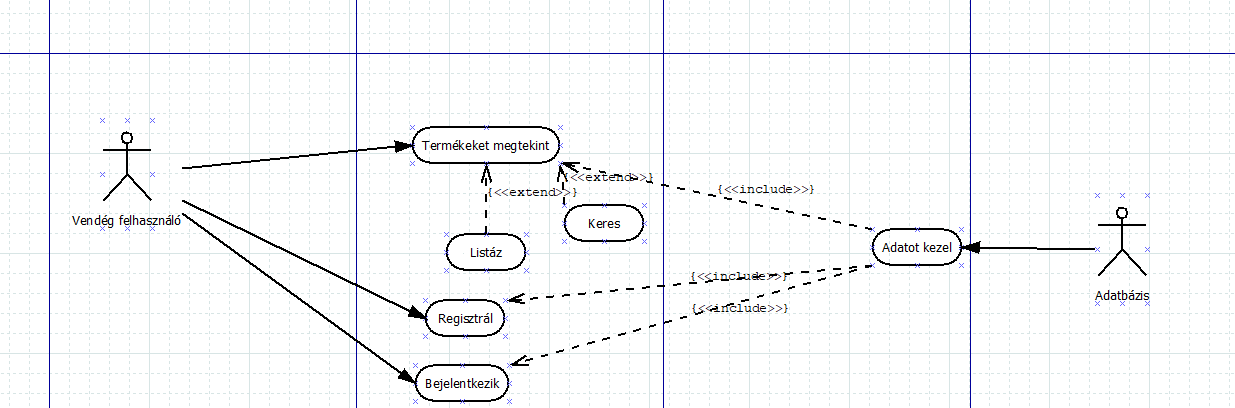 Termékeket megtekint
{<<extend>>}
{<<include>>}
{<<extend>>}
Vendég felhasználó
Keres
Listáz
Adatot kezel
{<<include>>}
Adatbázis
{<<include>>}
Regisztrál
Bejelentkezik